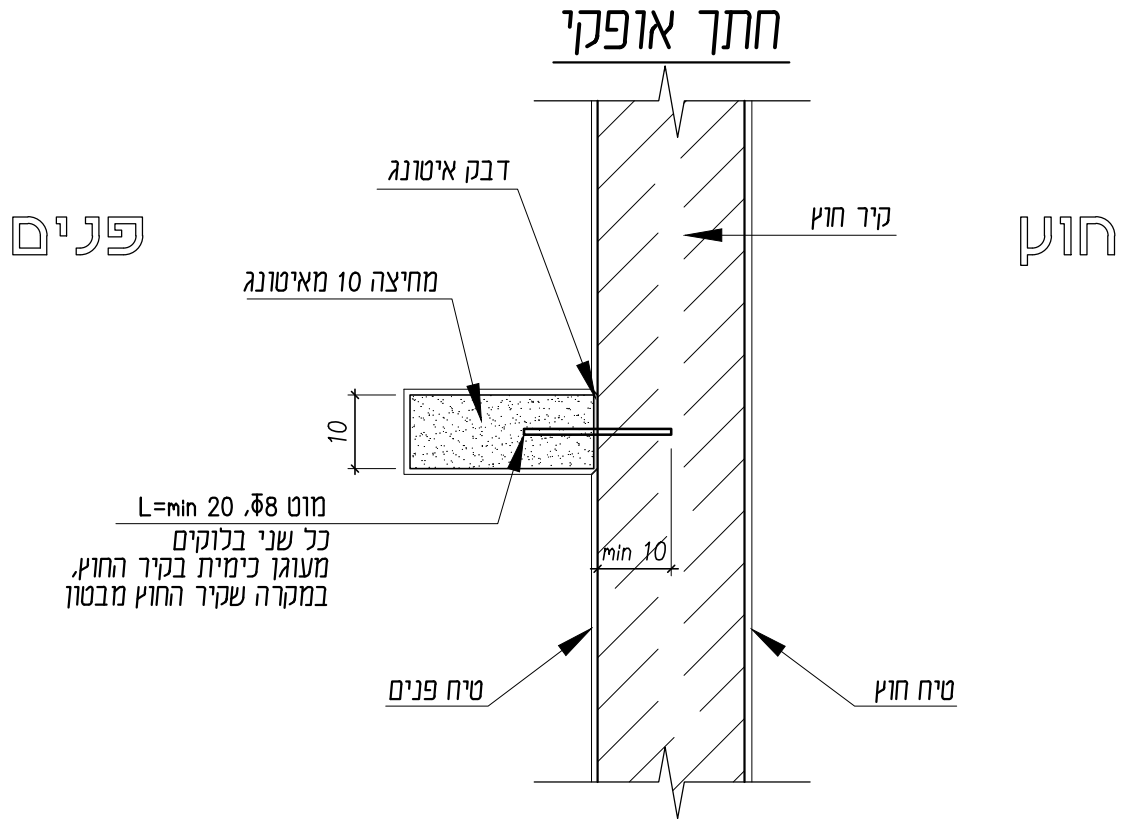 חתך אופקי
דבק איטונג
קיר חוץ
פנים
חוץ
מחיצה 10 מאיטונג
10
מוט Φ8, L=min 20
כל שני בלוקים
מעוגן כימית בקיר החוץ,
במקרה שקיר החוץ מבטון
min 10
טיח פנים
טיח חוץ